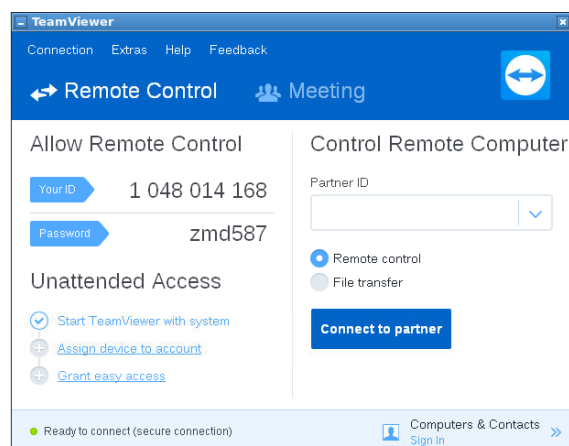 TeamViewer
Connection Extras Help Feedback
Remote Control Meeting
Allow Remote Control
Your ID 1 048 014 168
Password zmd587
Unattended Access
Start TeamViewer with system
Assign device to account
Grant easy access
Control Remote Computer
Partner ID
Remote control
File transfer
Connect to partner
Ready to connect (secure connection)
Computers & Contacts
Sign In